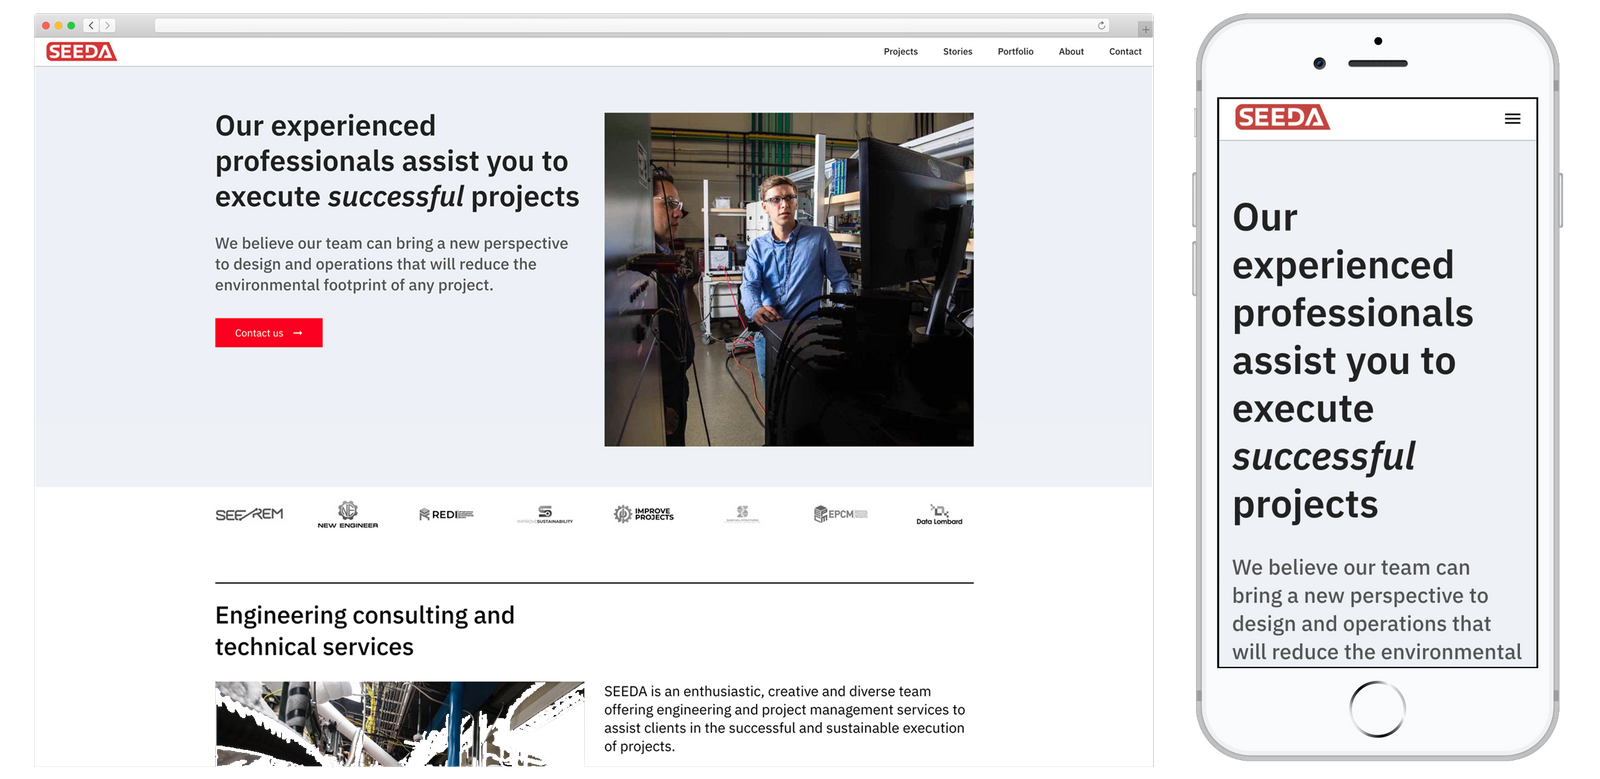 SEEDA
Projects Stories Portfolio About Contact
Our experienced
professionals assist you to
execute successful projects
We believe our team can bring a new perspective
to design and operations that will reduce the
environmental footprint of any project.
Contact us →
NEW ENGINEER
REDI
IMPROVESUSTAINABILITY
IMPROVE
PROJECTS
EPCM
Data Lombard
Engineering consulting and
technical services
SEEDA is an enthusiastic, creative and diverse team
offering engineering and project management services to
assist clients in the successful and sustainable execution
of projects.
SEEDA
Our
experienced
professionals
assist you to
execute
successful
projects
We believe our team can
bring a new perspective to
design and operations that
will reduce the environmental